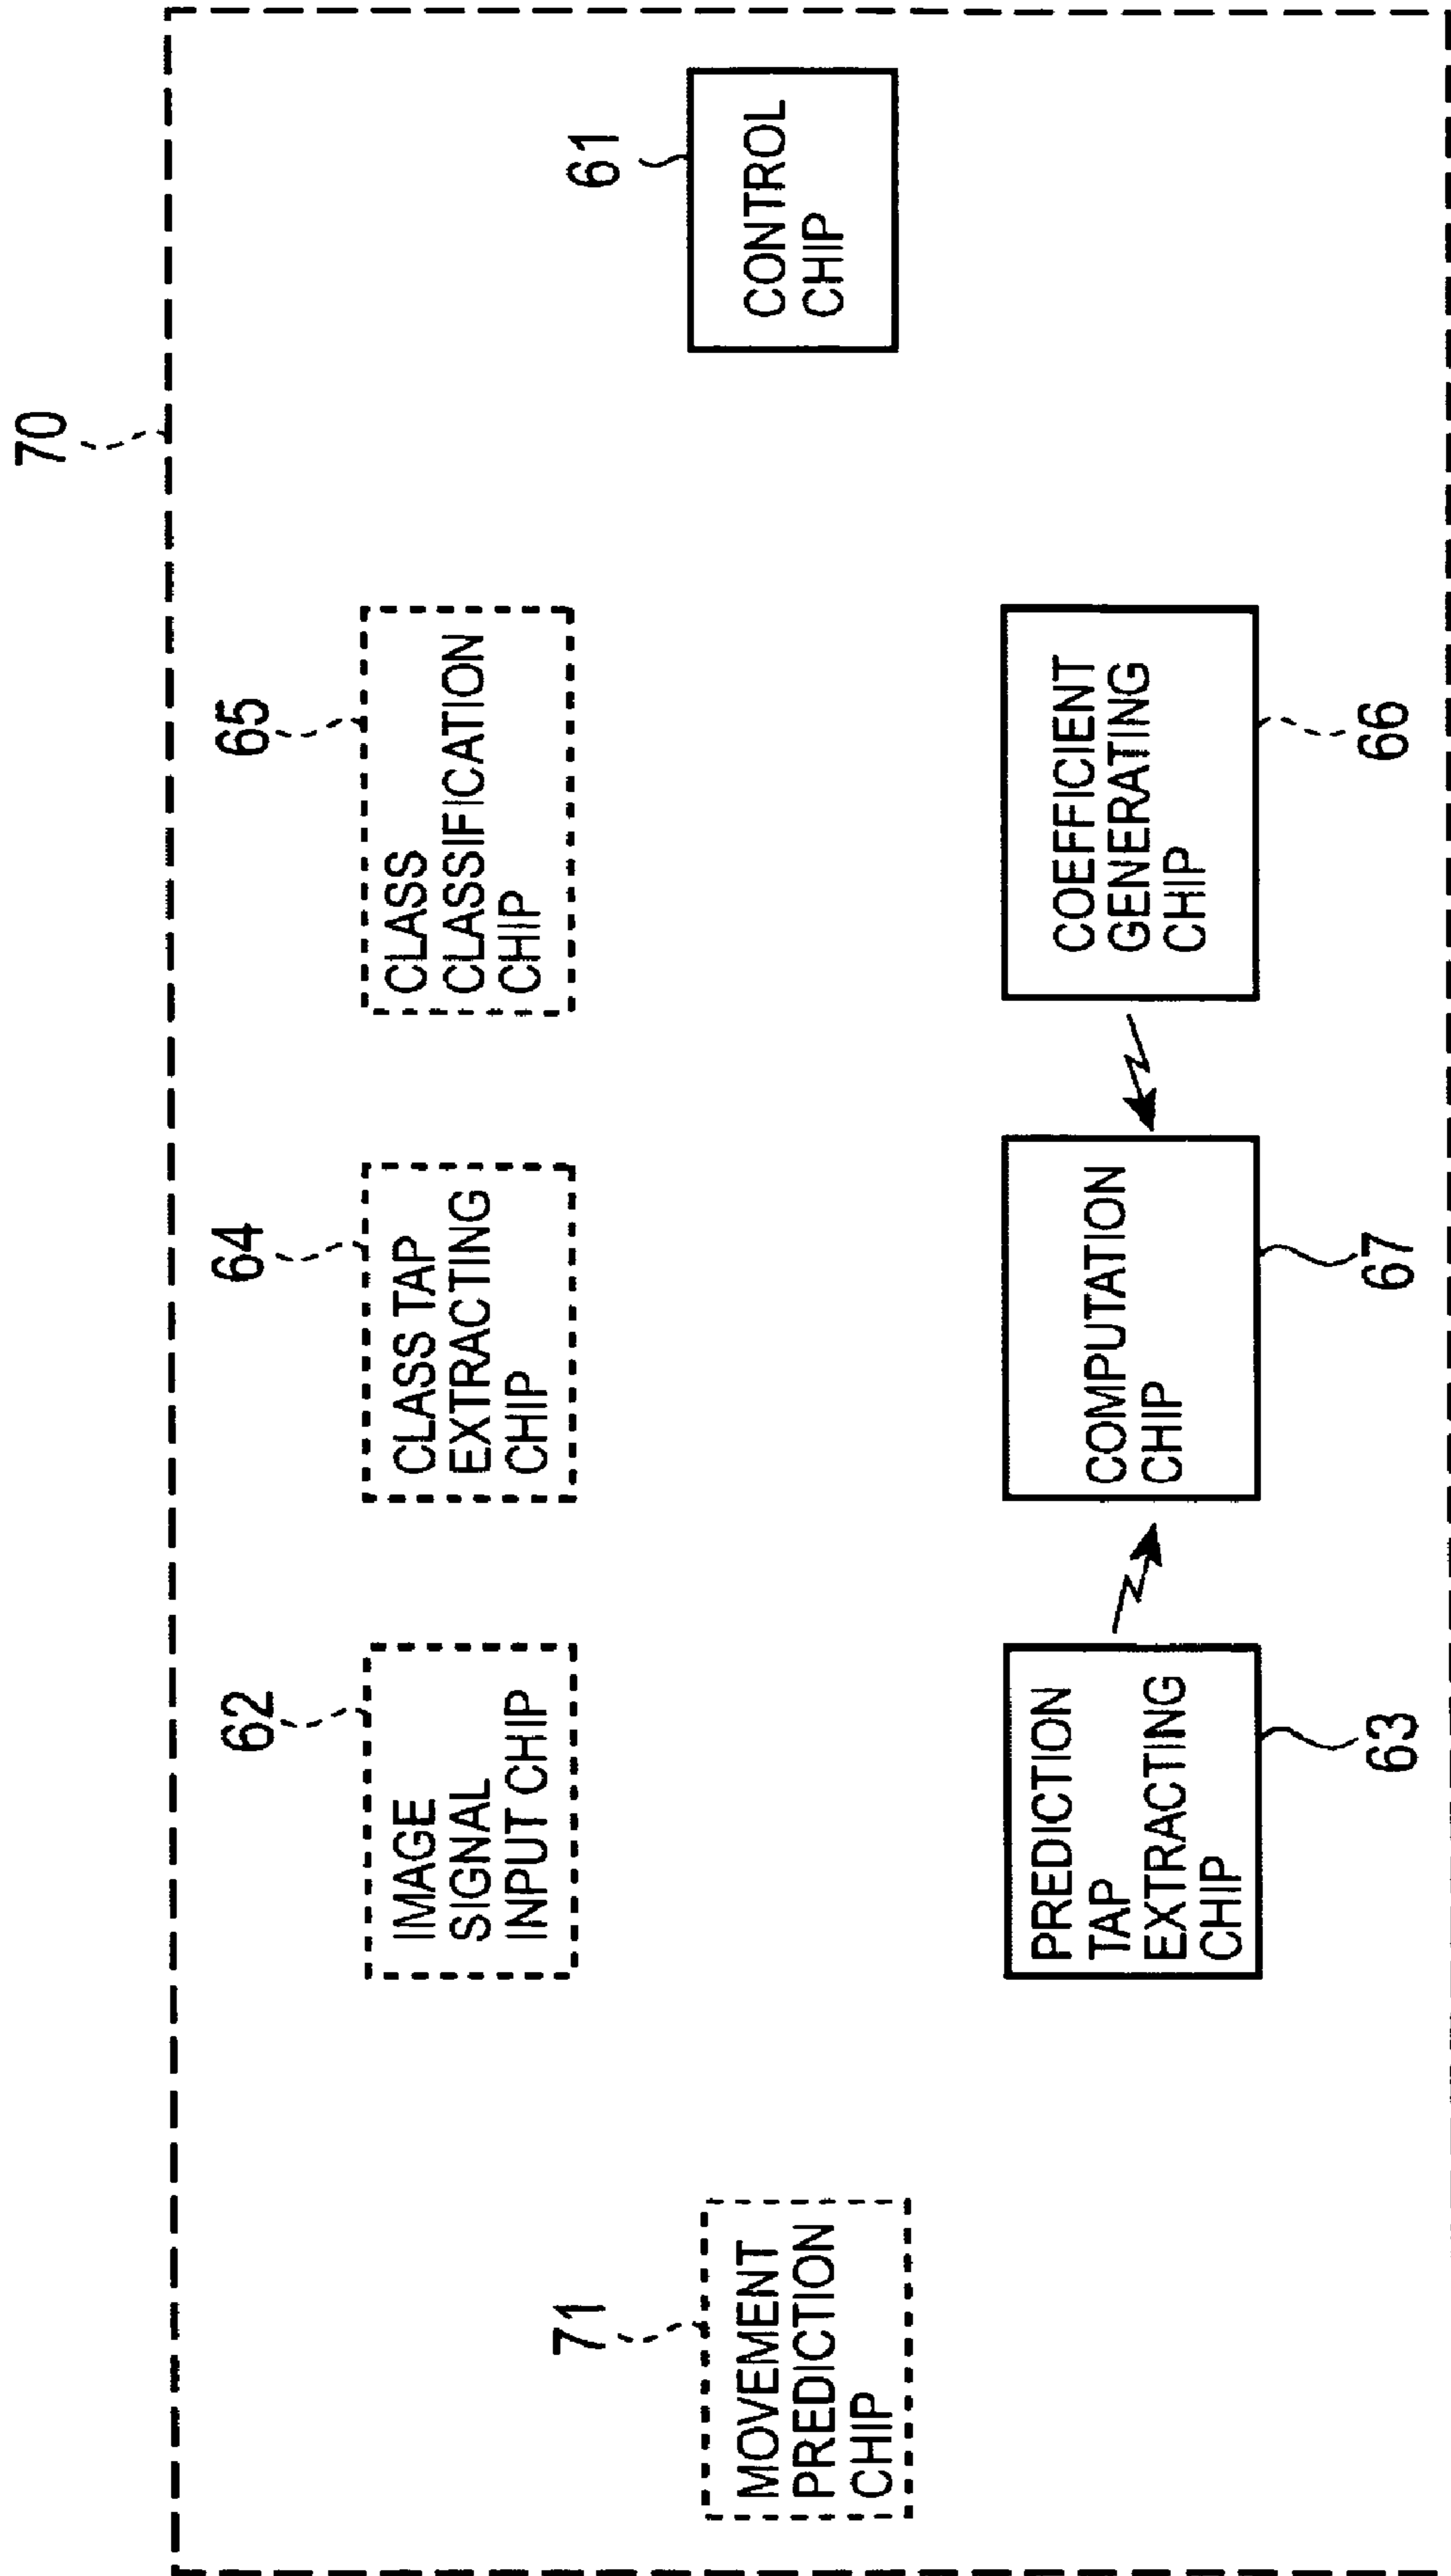 70
71
MOVEMENT
PREDICTION
CHIP
62
IMAGE
SIGNAL
INPUT CHIP
64
CLASS TAP
EXTRACTING
CHIP
65
CLASS
CLASSIFICATION
CHIP
61
CONTROL
CHIP
PREDICTION
TAP
EXTRACTING
CHIP
63
COMPUTATION
CHIP
67
COEFFICIENT
GENERATING
CHIP
66